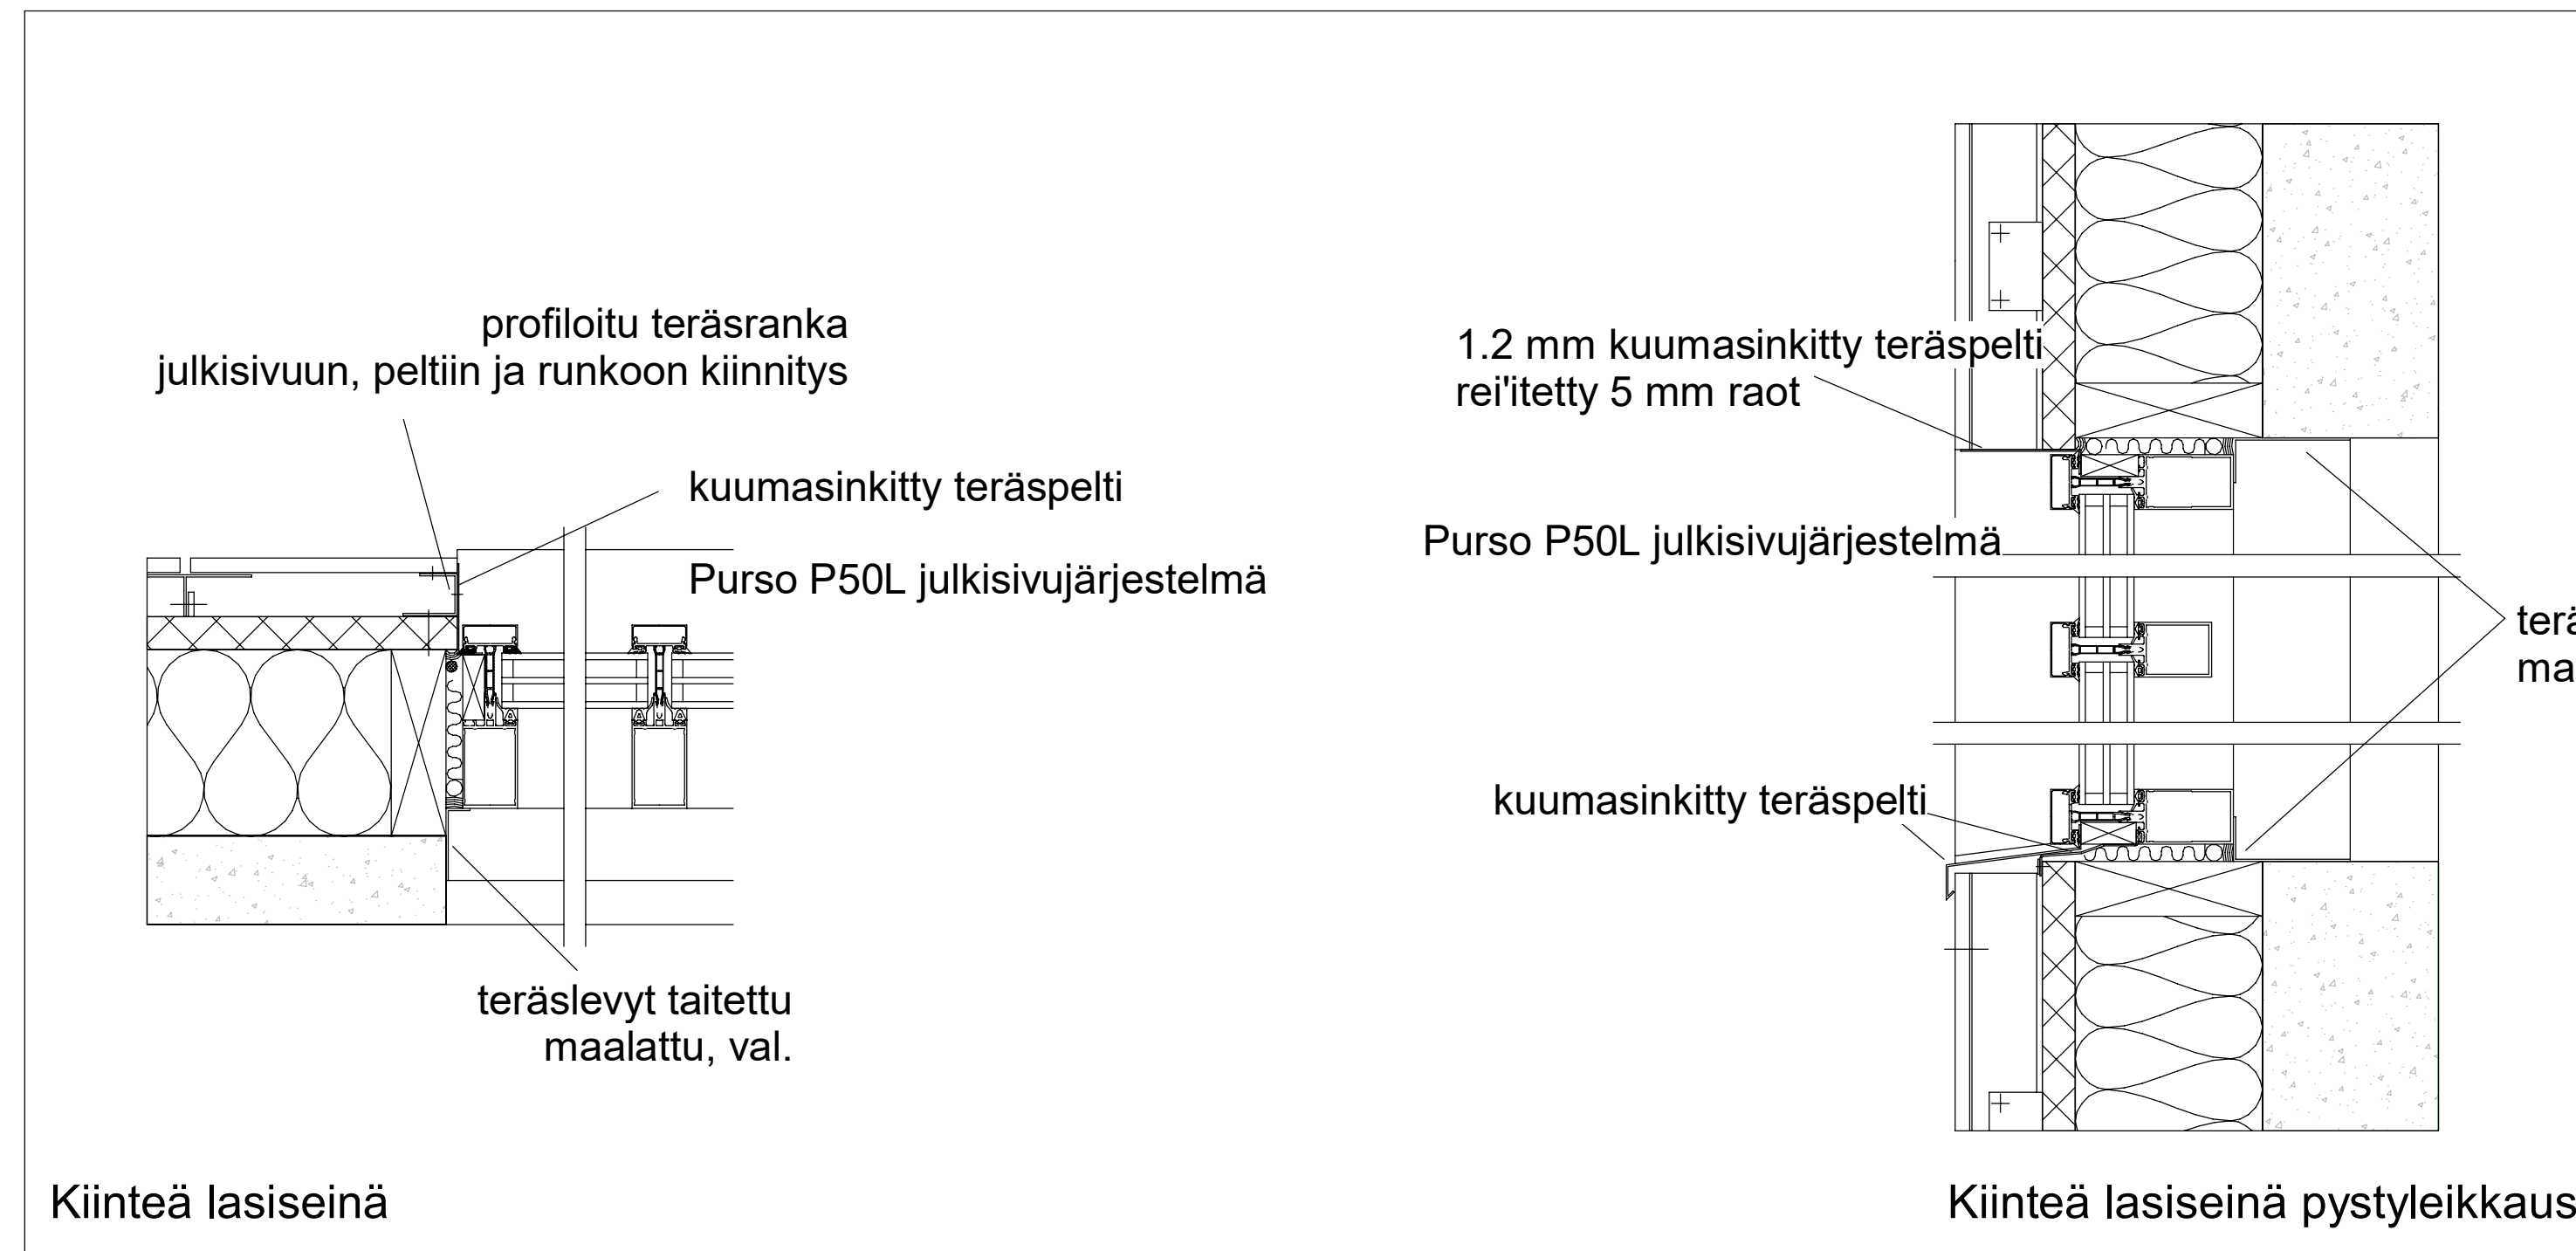 profiloitu teräsranka
julkisivuun, peltiin ja runkoon kiinnitys
kuumasinkitty teräspelti
Purso P50L julkisivujärjestelmä
teräslevyt taitettu
maalattu, val.
Kiinteä lasiseinä
1.2 mm kuumasinkitty teräspelti
rei'itetty 5 mm raot
Purso P50L julkisivujärjestelmä
kuumasinkitty teräspelti
Kiinteä lasiseinä pystyleikkaus